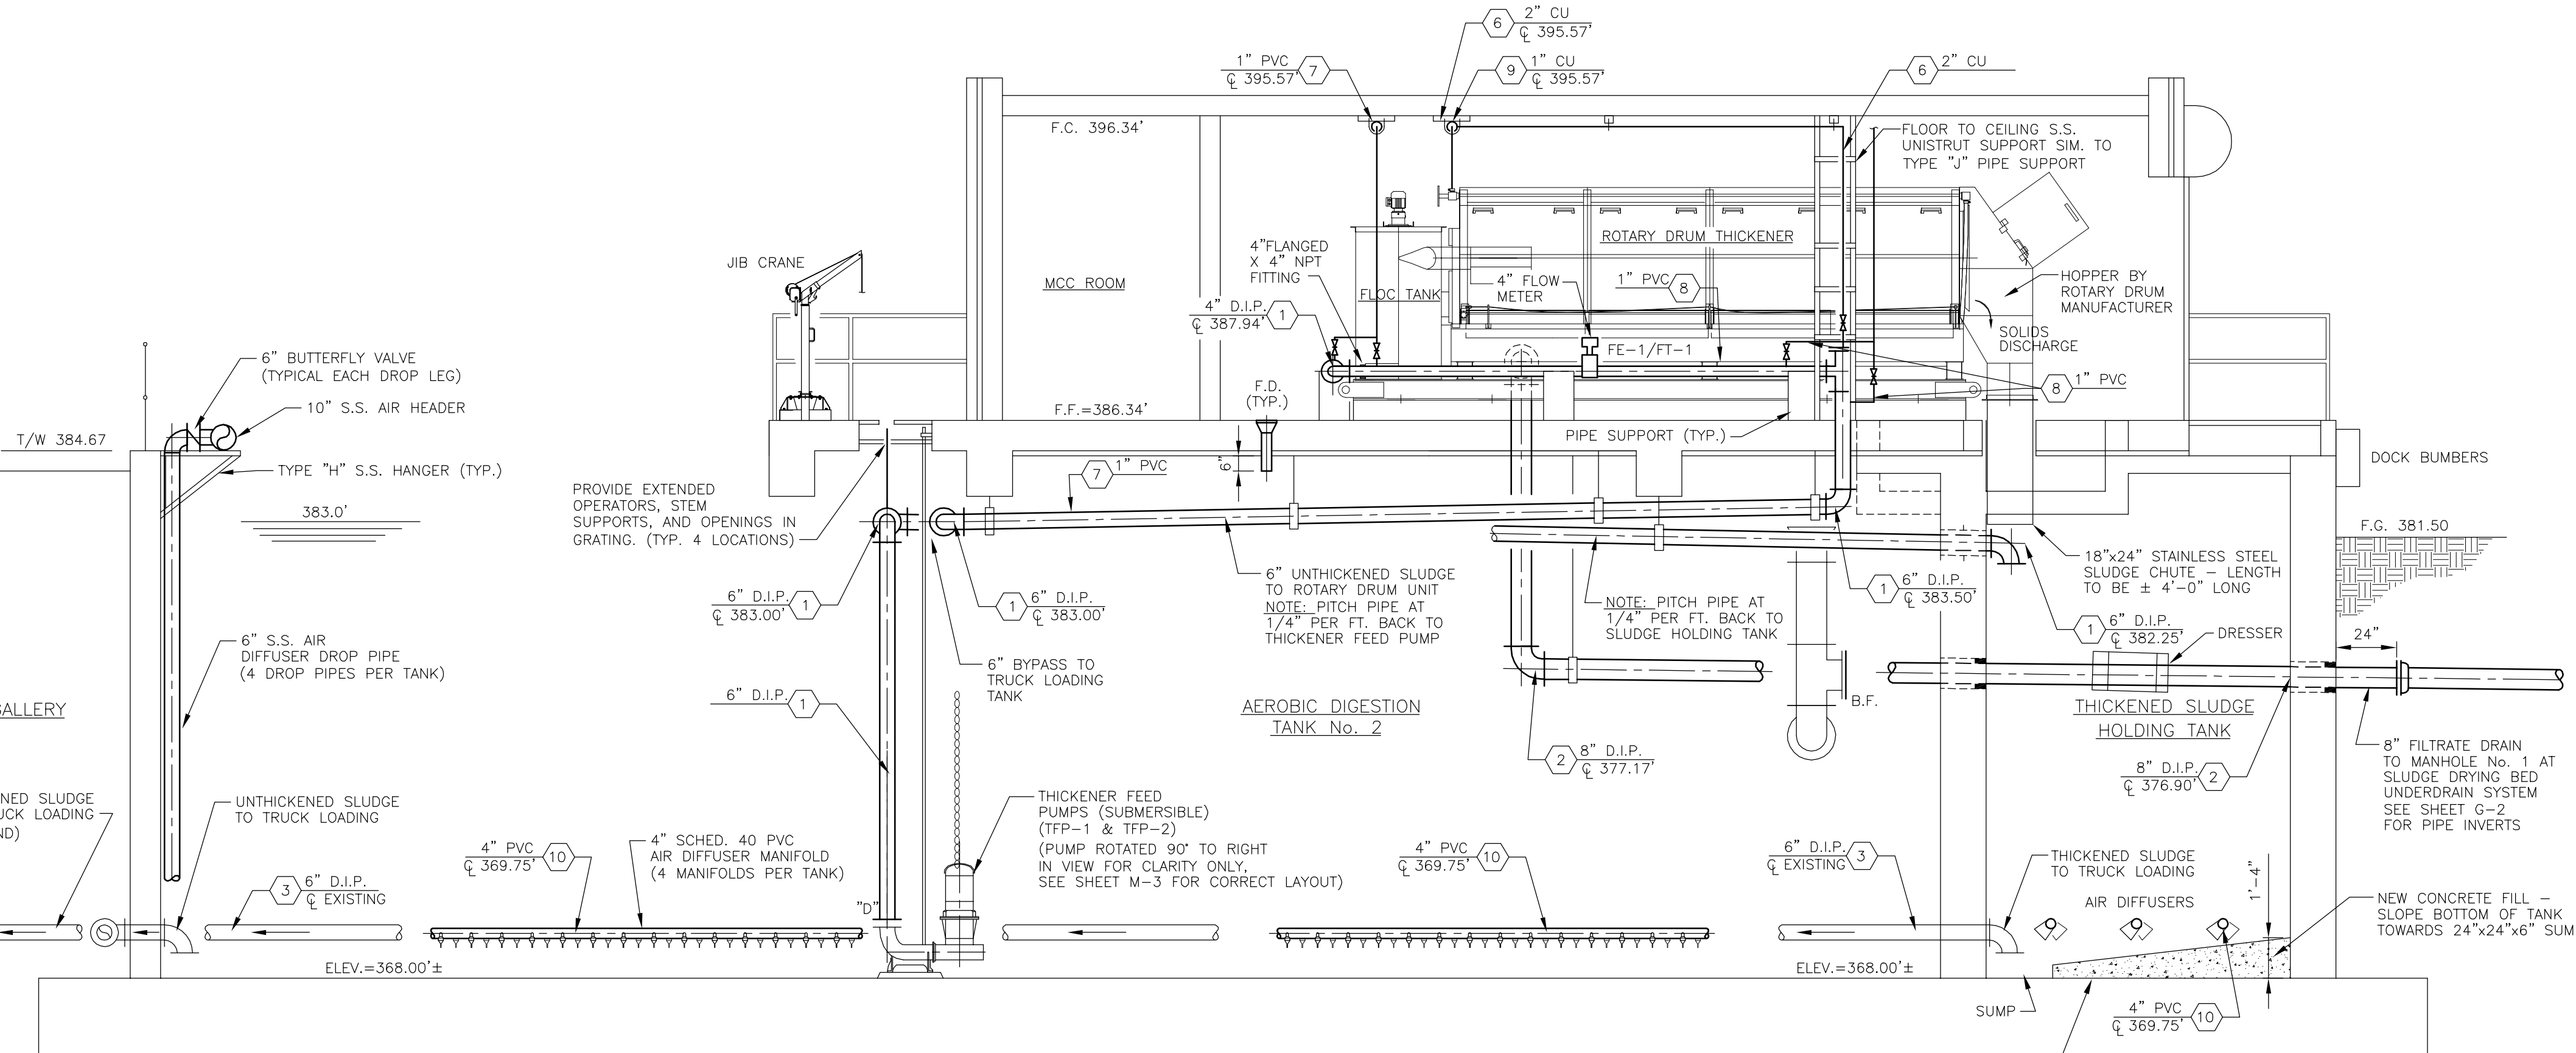 6 2" CU
℄ 395.57'
1" PVC 7
℄ 395.57'
9 1" CU
℄ 395.57'
6 2" CU
F.C. 396.34'
FLOOR TO CEILING S.S.
UNISTRUT SUPPORT SIM. TO
TYPE "J" PIPE SUPPORT
JIB CRANE
MCC ROOM
4"FLANGED
X 4" NPT
FITTING
4" D.I.P. 1
℄ 387.94'
FLOC TANK
ROTARY DRUM THICKENER
4" FLOW
METER
1" PVC 8
FE-1/FT-1
HOPPER BY
ROTARY DRUM
MANUFACTURER
SOLIDS
DISCHARGE
8 1" PVC
6" BUTTERFLY VALVE
(TYPICAL EACH DROP LEG)
10" S.S. AIR HEADER
T/W 384.67
TYPE "H" S.S. HANGER (TYP.)
383.0'
F.F.=386.34'
F.D.
(TYP.)
6"
PIPE SUPPORT (TYP.)
7 1" PVC
DOCK BUMBERS
PROVIDE EXTENDED
OPERATORS, STEM
SUPPORTS, AND OPENINGS IN
GRATING. (TYP. 4 LOCATIONS)
F.G. 381.50
18"x24" STAINLESS STEEL
SLUDGE CHUTE – LENGTH
TO BE ± 4'-0" LONG
6" D.I.P. 1
℄ 383.00'
1 6" D.I.P.
℄ 383.00'
6" UNTHICKENED SLUDGE
TO ROTARY DRUM UNIT
NOTE: PITCH PIPE AT
1/4" PER FT. BACK TO
THICKENER FEED PUMP
NOTE: PITCH PIPE AT
1/4" PER FT. BACK TO
SLUDGE HOLDING TANK
1 6" D.I.P.
℄ 383.50'
1 6" D.I.P.
℄ 382.25'
DRESSER
24"
6" S.S. AIR
DIFFUSER DROP PIPE
(4 DROP PIPES PER TANK)
6" BYPASS TO
TRUCK LOADING
TANK
6" D.I.P. 1
GALLERY
AEROBIC DIGESTION
TANK No. 2
B.F.
THICKENED SLUDGE
HOLDING TANK
2 8" D.I.P.
℄ 377.17'
8" D.I.P. 2
℄ 376.90'
8" FILTRATE DRAIN
TO MANHOLE No. 1 AT
SLUDGE DRYING BED
UNDERDRAIN SYSTEM
SEE SHEET G-2
FOR PIPE INVERTS
NED SLUDGE
UCK LOADING
ND)
UNTHICKENED SLUDGE
TO TRUCK LOADING
3 6" D.I.P.
℄ EXISTING
4" PVC 10
℄ 369.75'
4" SCHED. 40 PVC
AIR DIFFUSER MANIFOLD
(4 MANIFOLDS PER TANK)
"D"
THICKENER FEED
PUMPS (SUBMERSIBLE)
(TFP-1 & TFP-2)
(PUMP ROTATED 90° TO RIGHT
IN VIEW FOR CLARITY ONLY,
SEE SHEET M-3 FOR CORRECT LAYOUT)
4" PVC 10
℄ 369.75'
6" D.I.P. 3
℄ EXISTING
THICKENED SLUDGE
TO TRUCK LOADING
AIR DIFFUSERS
1'-4"
NEW CONCRETE FILL –
SLOPE BOTTOM OF TANK
TOWARDS 24"x24"x6" SUM
ELEV.=368.00'±
ELEV.=368.00'±
SUMP
4" PVC 10
℄ 369.75'